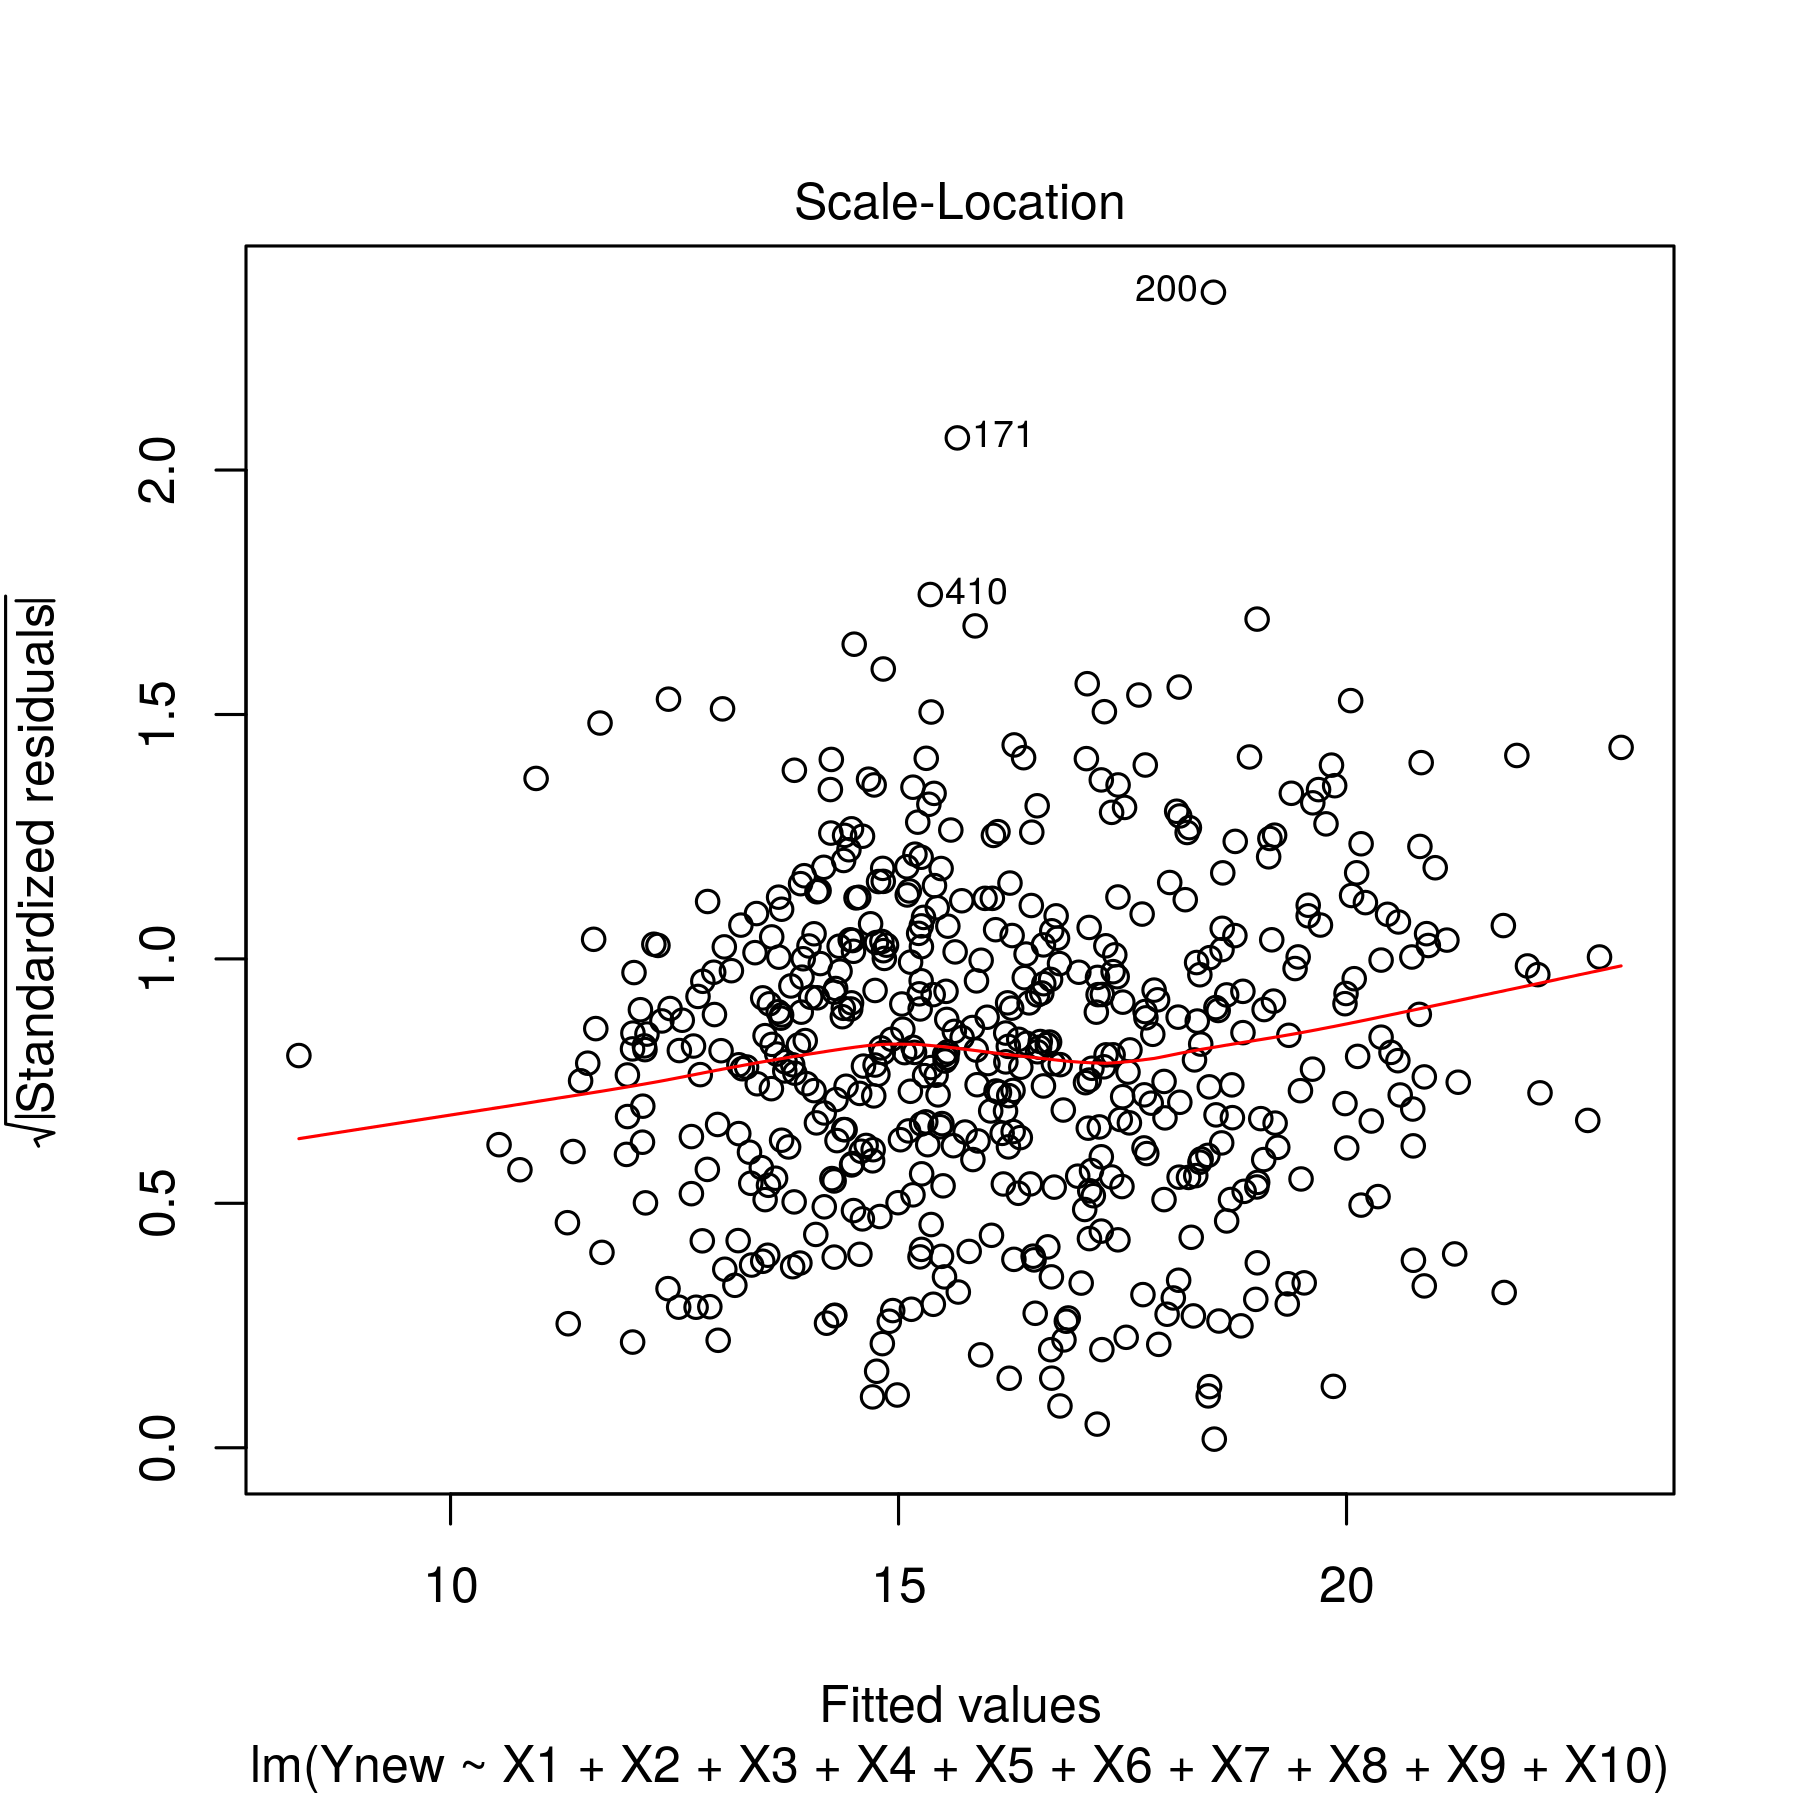 Scale-Location
200
171
410
√|Standardized residuals|
2.0
1.5
1.0
0.5
0.0
10 15 20
Fitted values
lm(Ynew ~ X1 + X2 + X3 + X4 + X5 + X6 + X7 + X8 + X9 + X10)